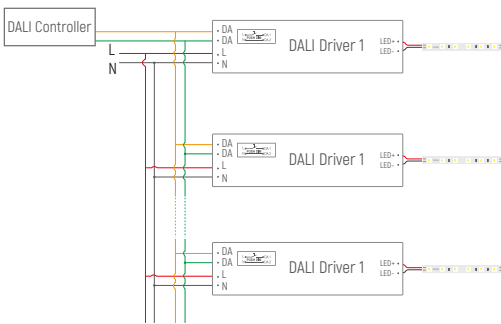 DALI Controller
L
N
DA
DA
L
N
DALI Driver 1
LED+
LED-
DA
DA
L
N
DALI Driver 1
LED+
LED-
DA
DA
L
N
DALI Driver 1
LED+
LED-